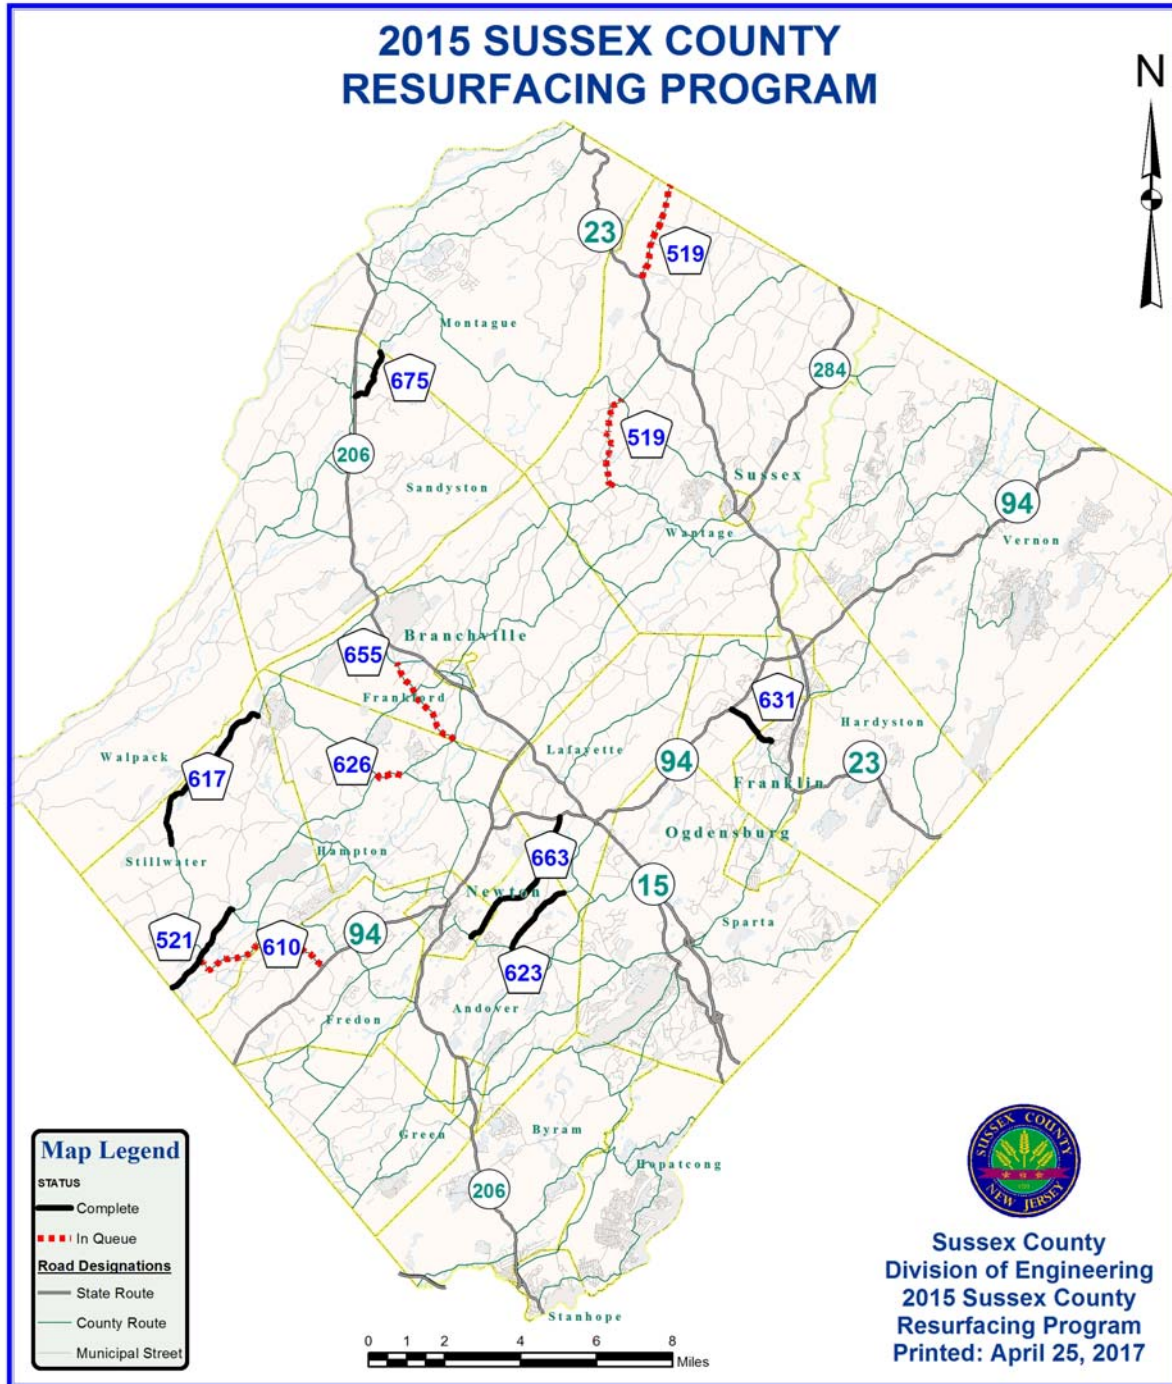 2015 SUSSEX COUNTY
RESURFACING PROGRAM
N
23
519
Montague
284
675
519
206
Sussex
Sandyston
94
Wantage
Vernon
Branchville
655
Frankford
631
Hardyston
Lafayette
Walpack
626
94
23
617
Franklin
Ogdensburg
Stillwater
Hampton
663
15
Newton
Sparta
521
94
610
623
Andover
Fredon
Green
Byram
Hopatcong
206
Stanhope
Map Legend
STATUS
Complete
In Queue
Road Designations
State Route
County Route
Municipal Street
0 1 2 4 6 8
Miles
SUSSEX COUNTY
NEW JERSEY
Sussex County
Division of Engineering
2015 Sussex County
Resurfacing Program
Printed: April 25, 2017